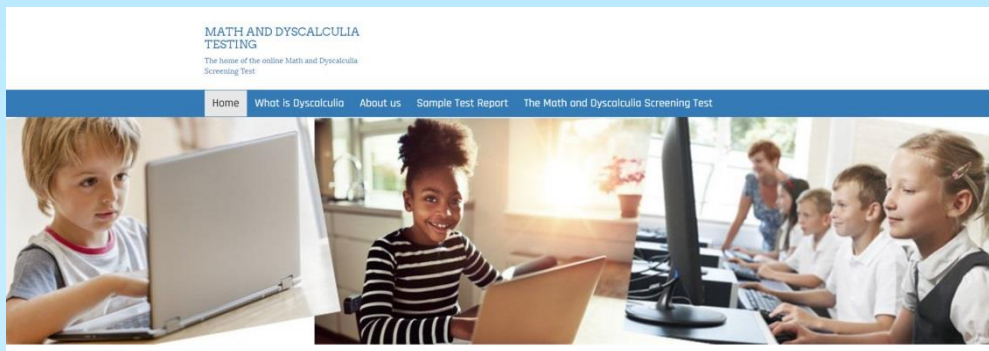 MATH AND DYSCALCULIA
TESTING
The home of the online Math and Dyscalculia
Screening Test
Home What is Dyscalculia About us Sample Test Report The Math and Dyscalculia Screening Test